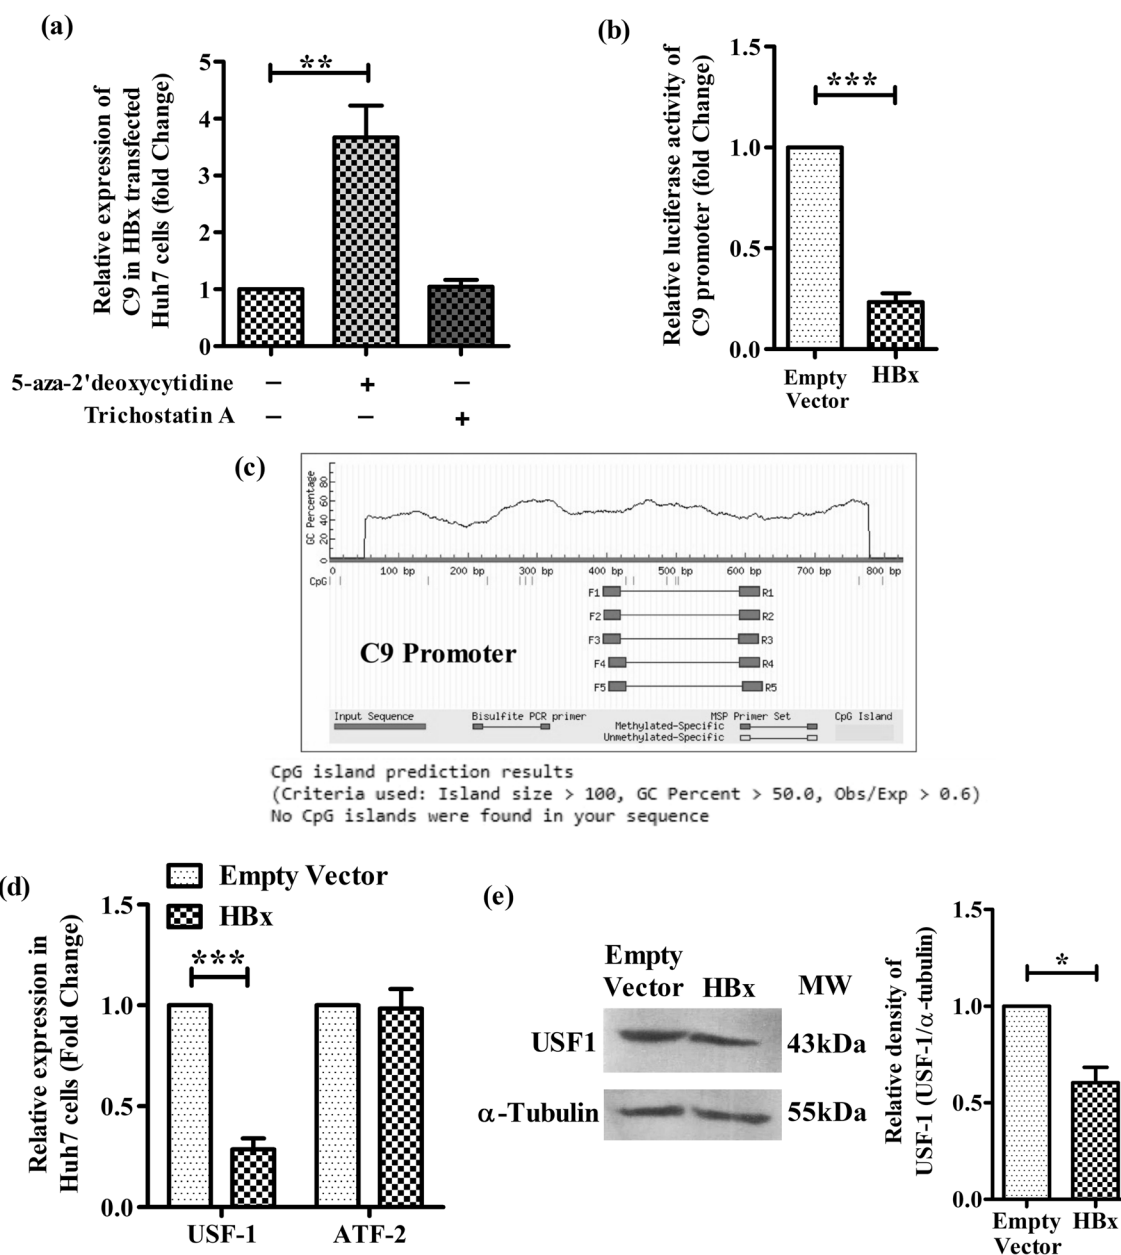 (a)
Relative expression of
C9 in HBx transfected
Huh7 cells (fold Change)
5
4
3
2
1
0
**
5-aza-2'deoxycytidine − + −
Trichostatin A − − +
(b)
Relative luciferase activity of
C9 promoter (fold Change)
1.5
1.0
0.5
0.0
***
Empty
Vector
HBx
(c)
GC Percentage
80
60
40
20
0
0 100 bp 200 bp 300 bp 400 bp 500 bp 600 bp 700 bp 800 bp
CpG
F1 R1
F2 R2
F3 R3
F4 R4
F5 R5
C9 Promoter
Input Sequence
Bisulfite PCR primer
MSP Primer Set
Methylated-Specific
Unmethylated-Specific
CpG Island
CpG island prediction results
(Criteria used: Island size > 100, GC Percent > 50.0, Obs/Exp > 0.6)
No CpG islands were found in your sequence
(d)
Empty Vector
HBx
Relative expression in
Huh7 cells (Fold Change)
1.5
1.0
0.5
0.0
***
USF-1 ATF-2
(e)
Empty
Vector HBx MW
USF1 43kDa
α-Tubulin 55kDa
Relative density of
USF-1 (USF-1/α-tubulin)
1.5
1.0
0.5
0.0
*
Empty
Vector
HBx